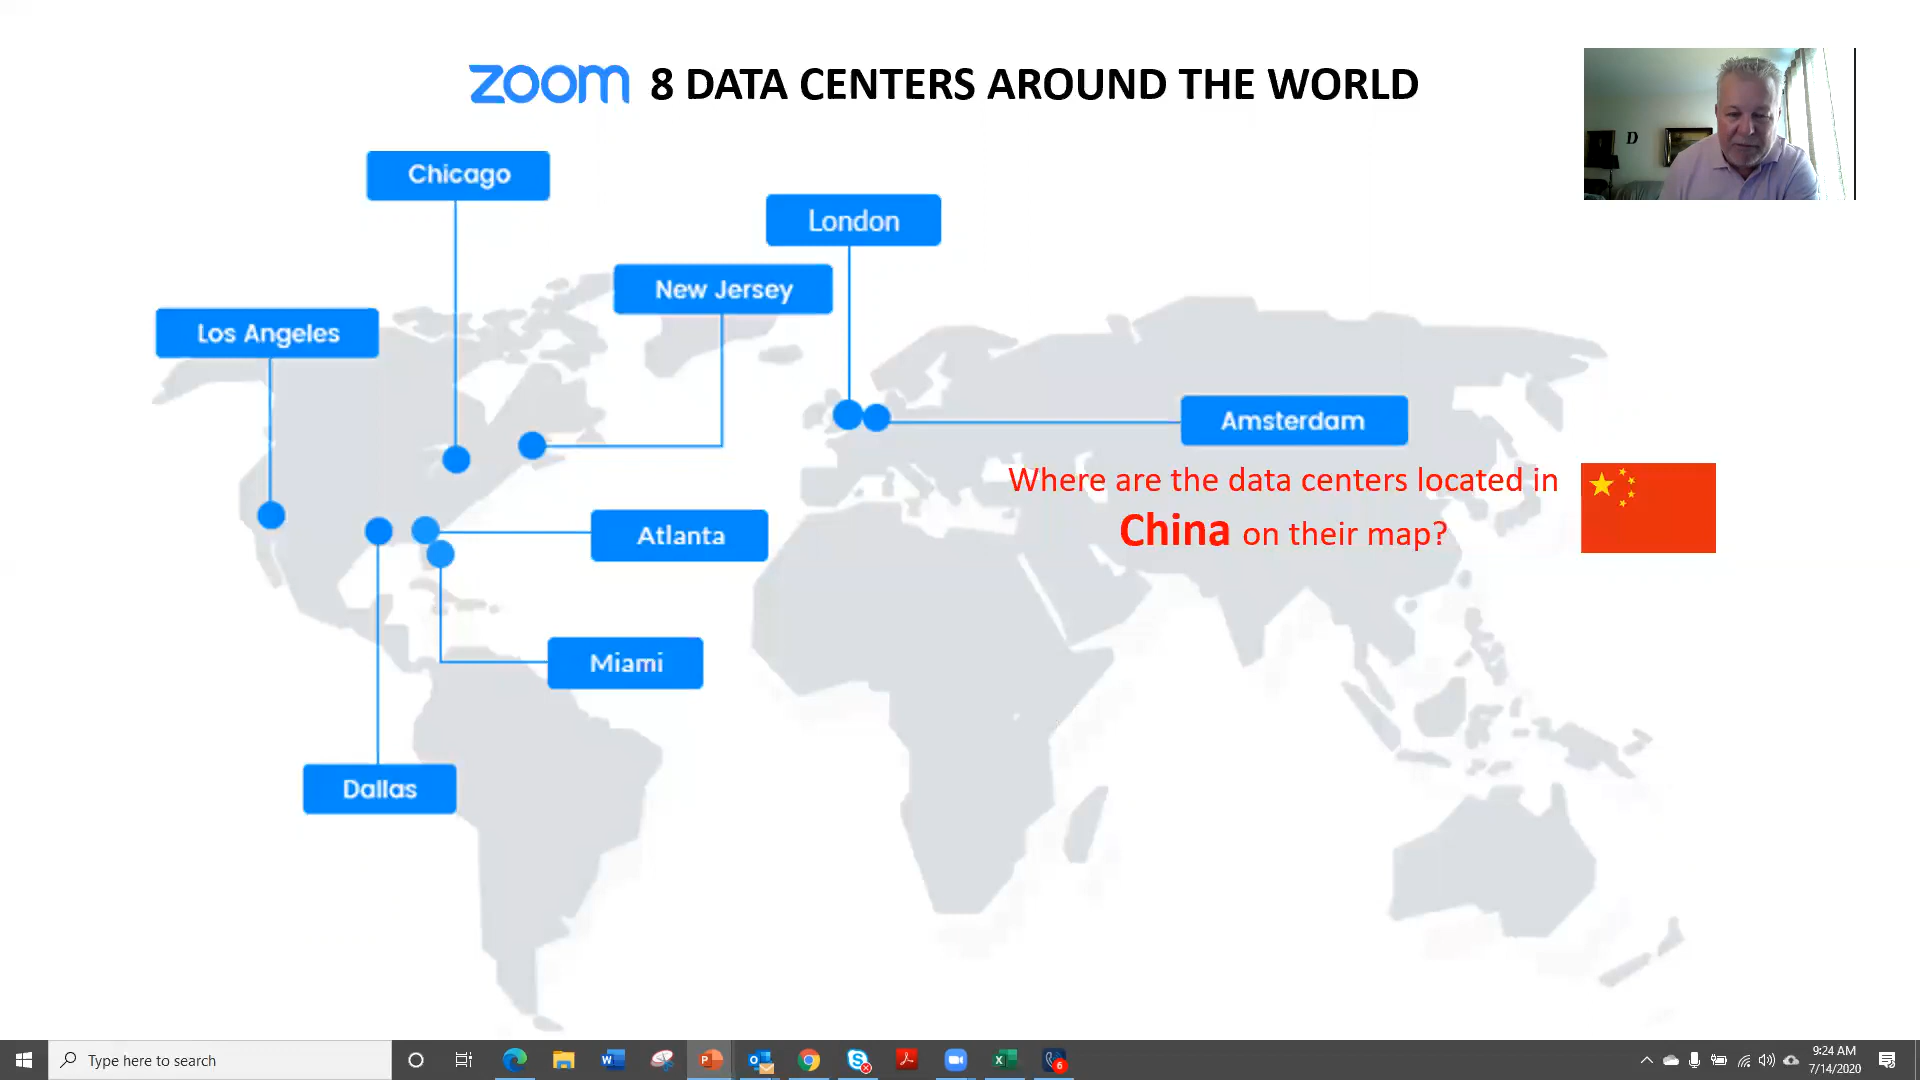 zoom 8 DATA CENTERS AROUND THE WORLD
Chicago
London
New Jersey
Los Angeles
Amsterdam
Where are the data centers located in
China on their map?
Atlanta
Miami
Dallas
D
Type here to search
6
9:24 AM
7/14/2020